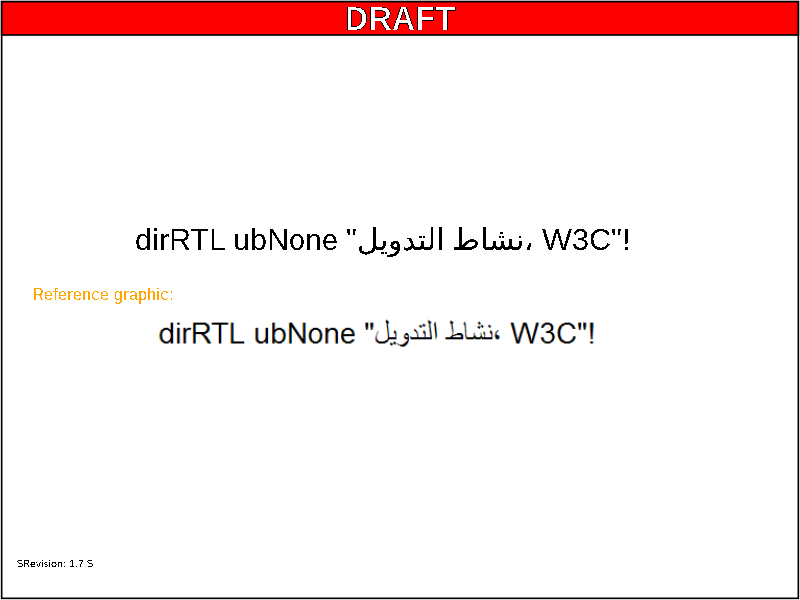 DRAFT
dirRTL ubNone "نشاط التدويل، W3C"!
Reference graphic:
dirRTL ubNone "نشاط التدويل، W3C"!
SRevision: 1.7 S